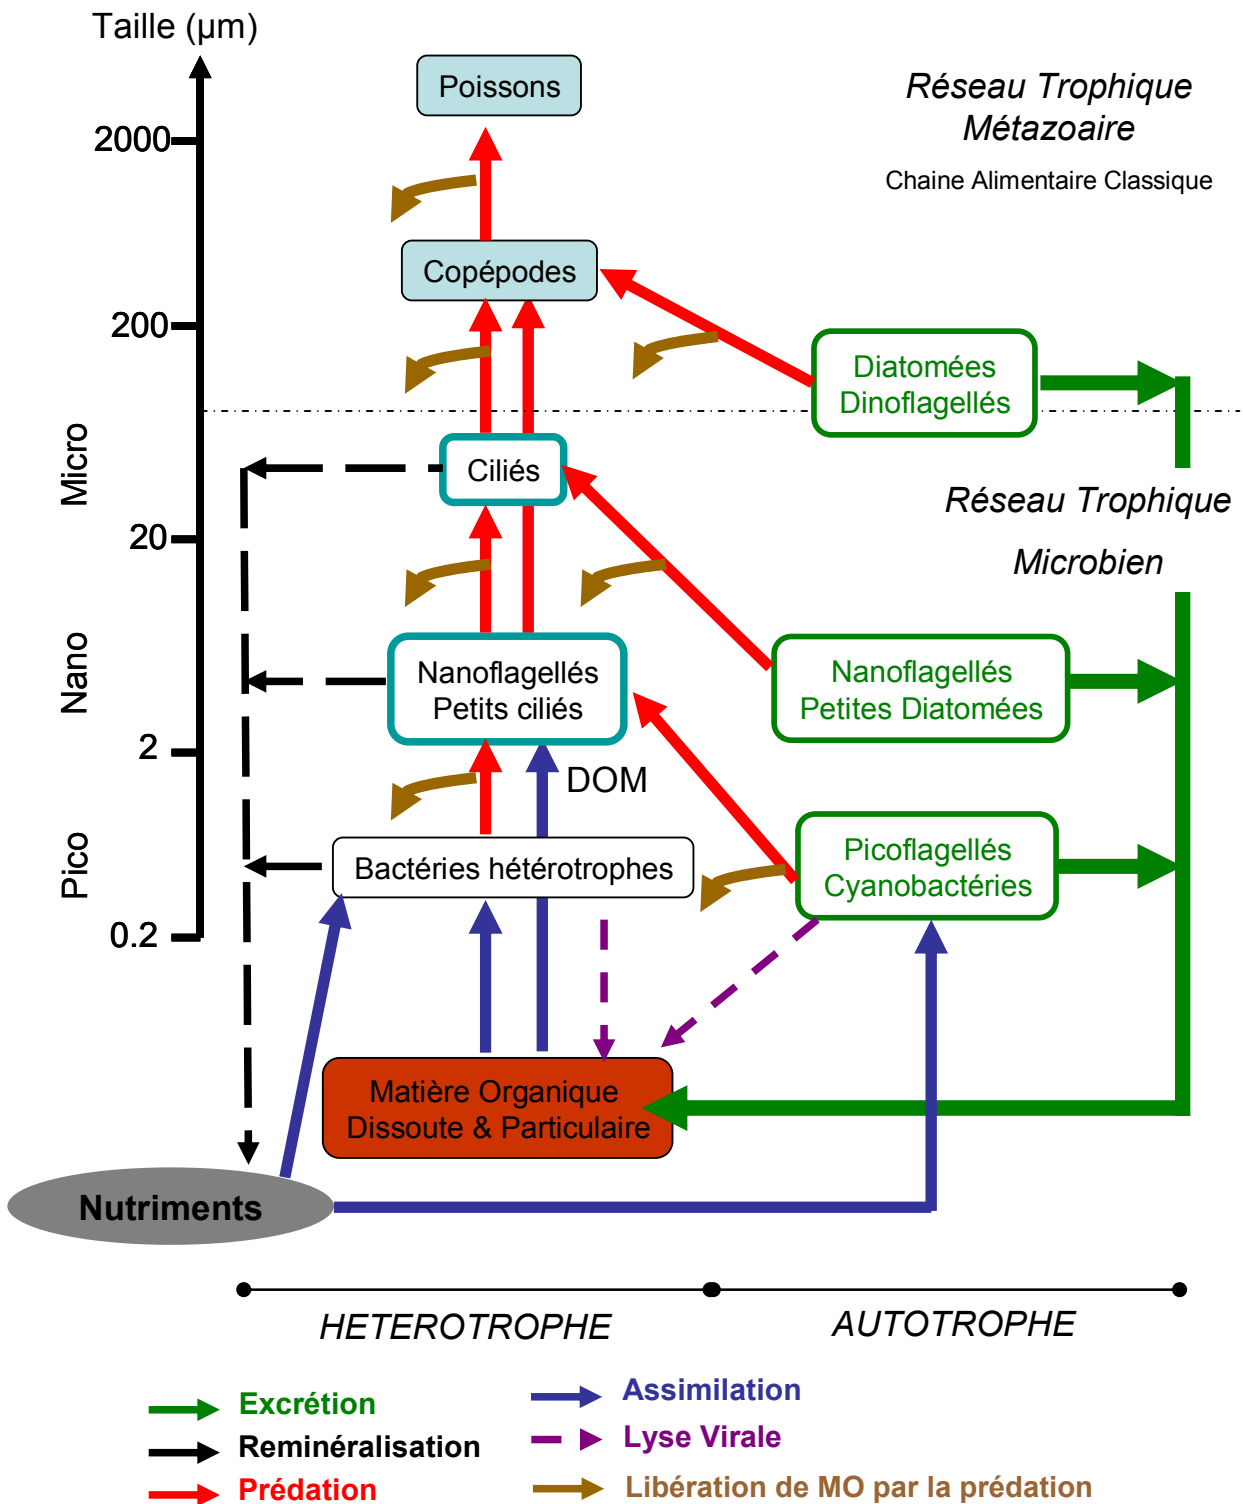 Taille (µm)
Poissons
Réseau Trophique
Métazoaire
Chaine Alimentaire Classique
2000
Copépodes
200
Diatomées
Dinoflagellés
Micro
Ciliés
Réseau Trophique
Microbien
20
Nano
Nanoflagellés
Petits ciliés
Nanoflagellés
Petites Diatomées
2
DOM
Pico
Bactéries hétérotrophes
Picoflagellés
Cyanobactéries
0.2
Matière Organique
Dissoute & Particulaire
Nutriments
HETEROTROPHE
AUTOTROPHE
Excrétion
Assimilation
Reminéralisation
Lyse Virale
Prédation
Libération de MO par la prédation